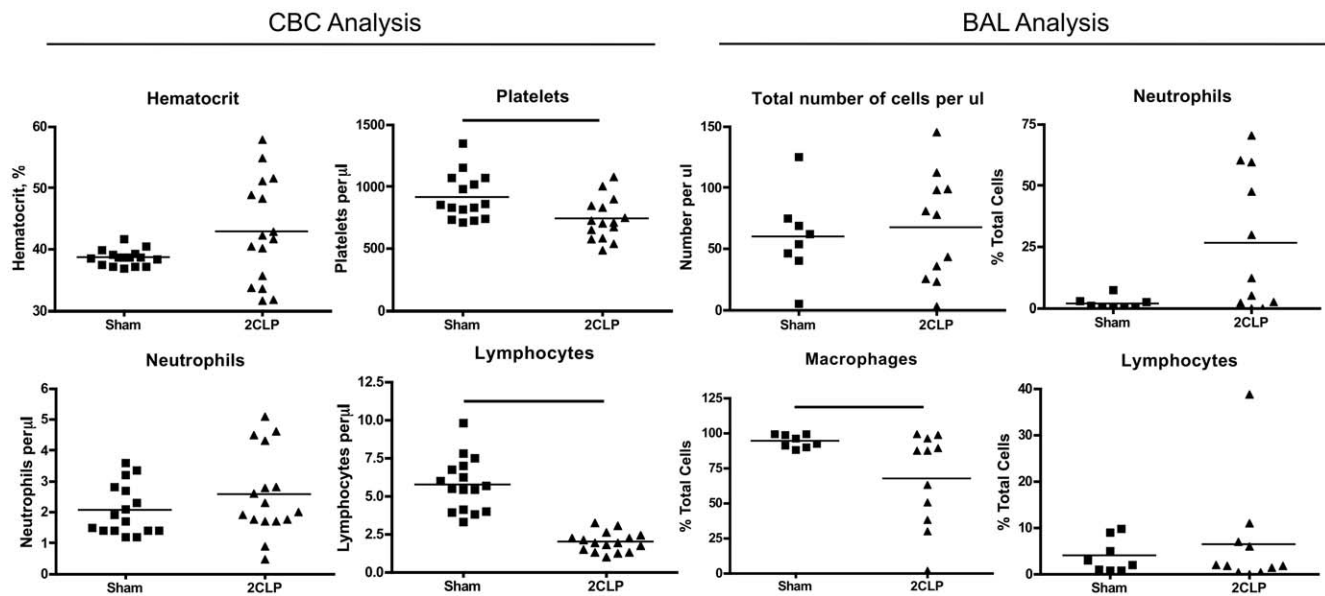 CBC Analysis
BAL Analysis
Hematocrit
60
50
40
30
Hematocrit, %
Sham
2CLP
Platelets
1500
1000
500
0
Platelets per µl
Sham
2CLP
Total number of cells per ul
150
100
50
0
Number per ul
Sham
2CLP
Neutrophils
75
50
25
0
% Total Cells
Sham
2CLP
Neutrophils
6
5
4
3
2
1
0
Neutrophils per µl
Sham
2CLP
Lymphocytes
12.5
10.0
7.5
5.0
2.5
0.0
Lymphocytes per µl
Sham
2CLP
Macrophages
125
100
75
50
25
0
% Total Cells
Sham
2CLP
Lymphocytes
40
30
20
10
0
% Total Cells
Sham
2CLP